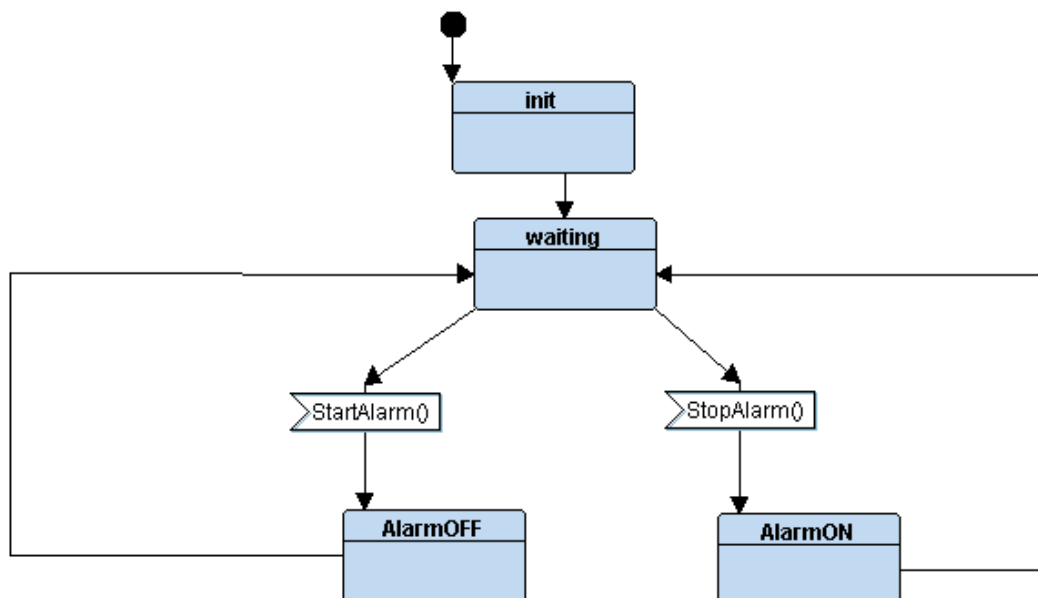 init
waiting
StartAlarm()
StopAlarm()
AlarmOFF
AlarmON